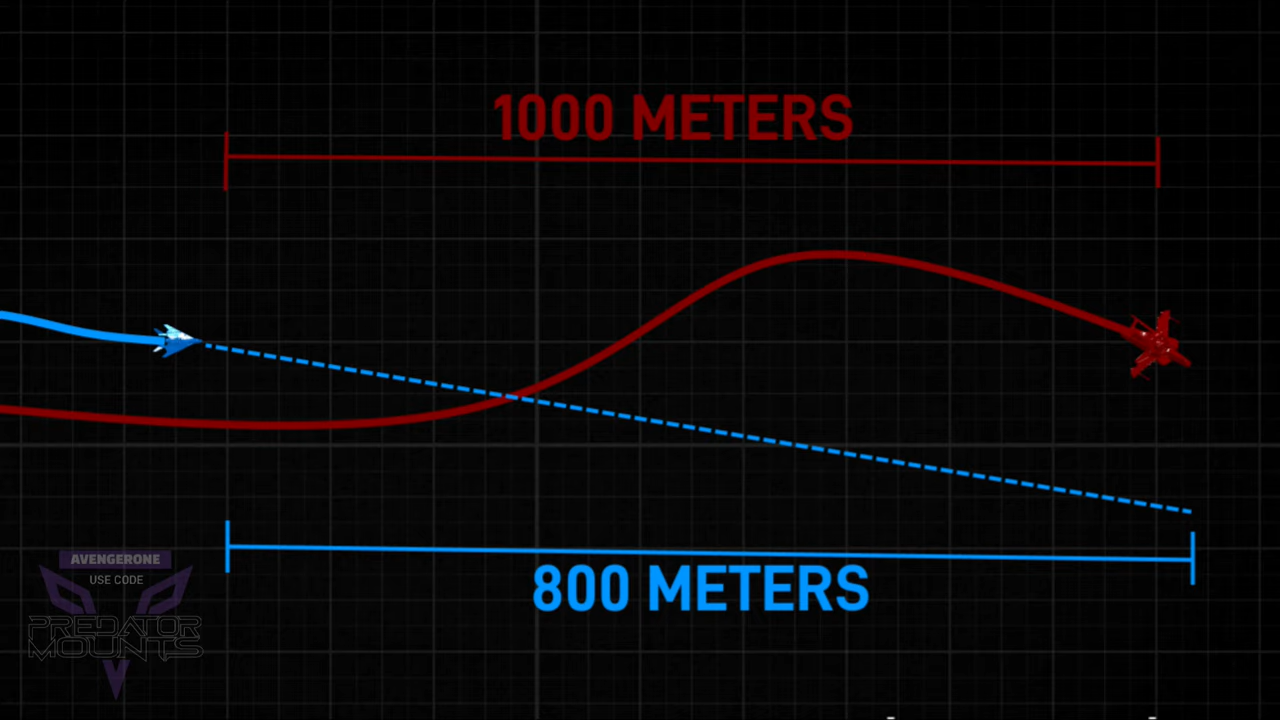 1000 METERS
800 METERS
AVENGERONE
USE CODE
PREDATOR
MOUNTS